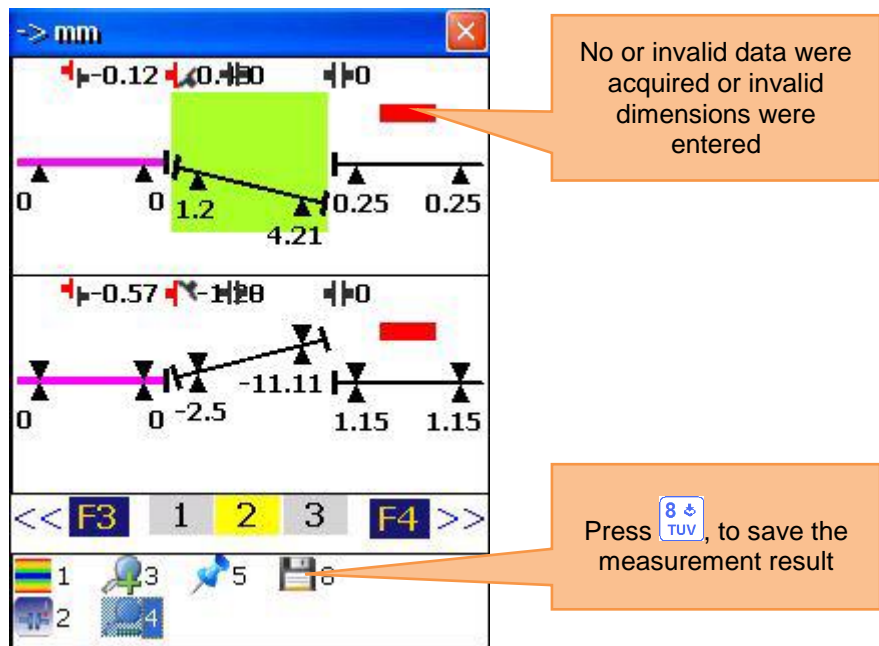 -> mm
No or invalid data were
acquired or invalid
dimensions were
entered
-0.12 0
0 0 1.2 0.25 0.25
4.21
-0.57 0
-11.11
0 0 -2.5 1.15 1.15
<< F3 1 2 3 F4 >>
Press 8 TUV, to save the
measurement result
1 3 5 8
2 4